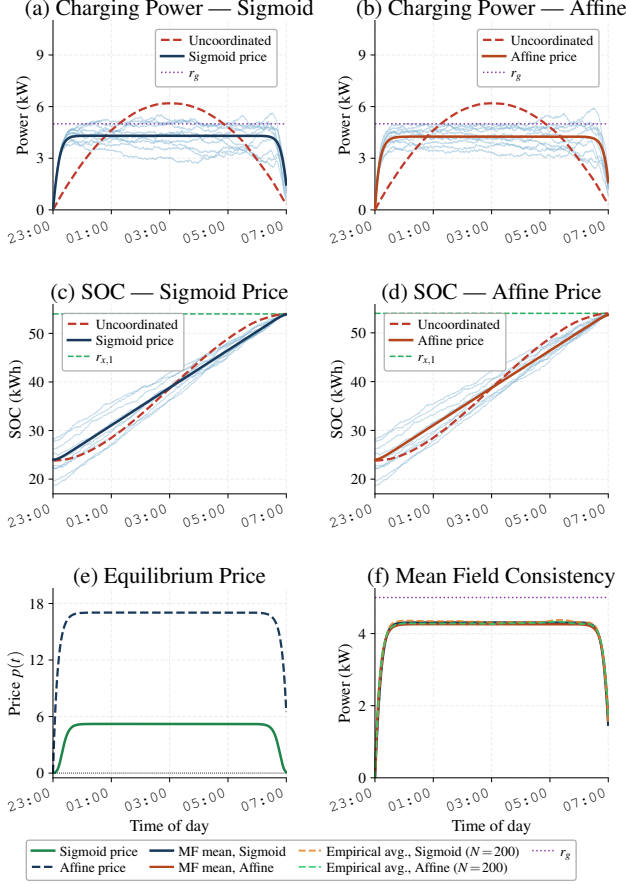 (a) Charging Power — Sigmoid
Power (kW)
9
6
3
0
Uncoordinated
Sigmoid price
r_g
23:00
01:00
03:00
05:00
07:00
(b) Charging Power — Affine
Power (kW)
9
6
3
0
Uncoordinated
Affine price
r_g
23:00
01:00
03:00
05:00
07:00
(c) SOC — Sigmoid Price
SOC (kWh)
50
40
30
20
Uncoordinated
Sigmoid price
r_{x,1}
23:00
01:00
03:00
05:00
07:00
(d) SOC — Affine Price
SOC (kWh)
50
40
30
20
Uncoordinated
Affine price
r_{x,1}
23:00
01:00
03:00
05:00
07:00
(e) Equilibrium Price
Price p(t)
18
12
6
0
23:00
01:00
03:00
05:00
07:00
Time of day
(f) Mean Field Consistency
Power (kW)
4
2
0
23:00
01:00
03:00
05:00
07:00
Time of day
Sigmoid price
Affine price
MF mean, Sigmoid
MF mean, Affine
Empirical avg., Sigmoid (N=200)
Empirical avg., Affine (N=200)
r_g